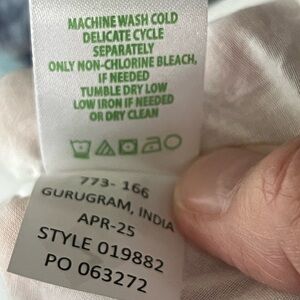 MACHINE WASH COLD
DELICATE CYCLE
SEPARATELY
ONLY NON-CHLORINE BLEACH,
IF NEEDED
TUMBLE DRY LOW
LOW IRON IF NEEDED
OR DRY CLEAN
773- 166
GURUGRAM, INDIA
APR-25
STYLE 019882
PO 063272